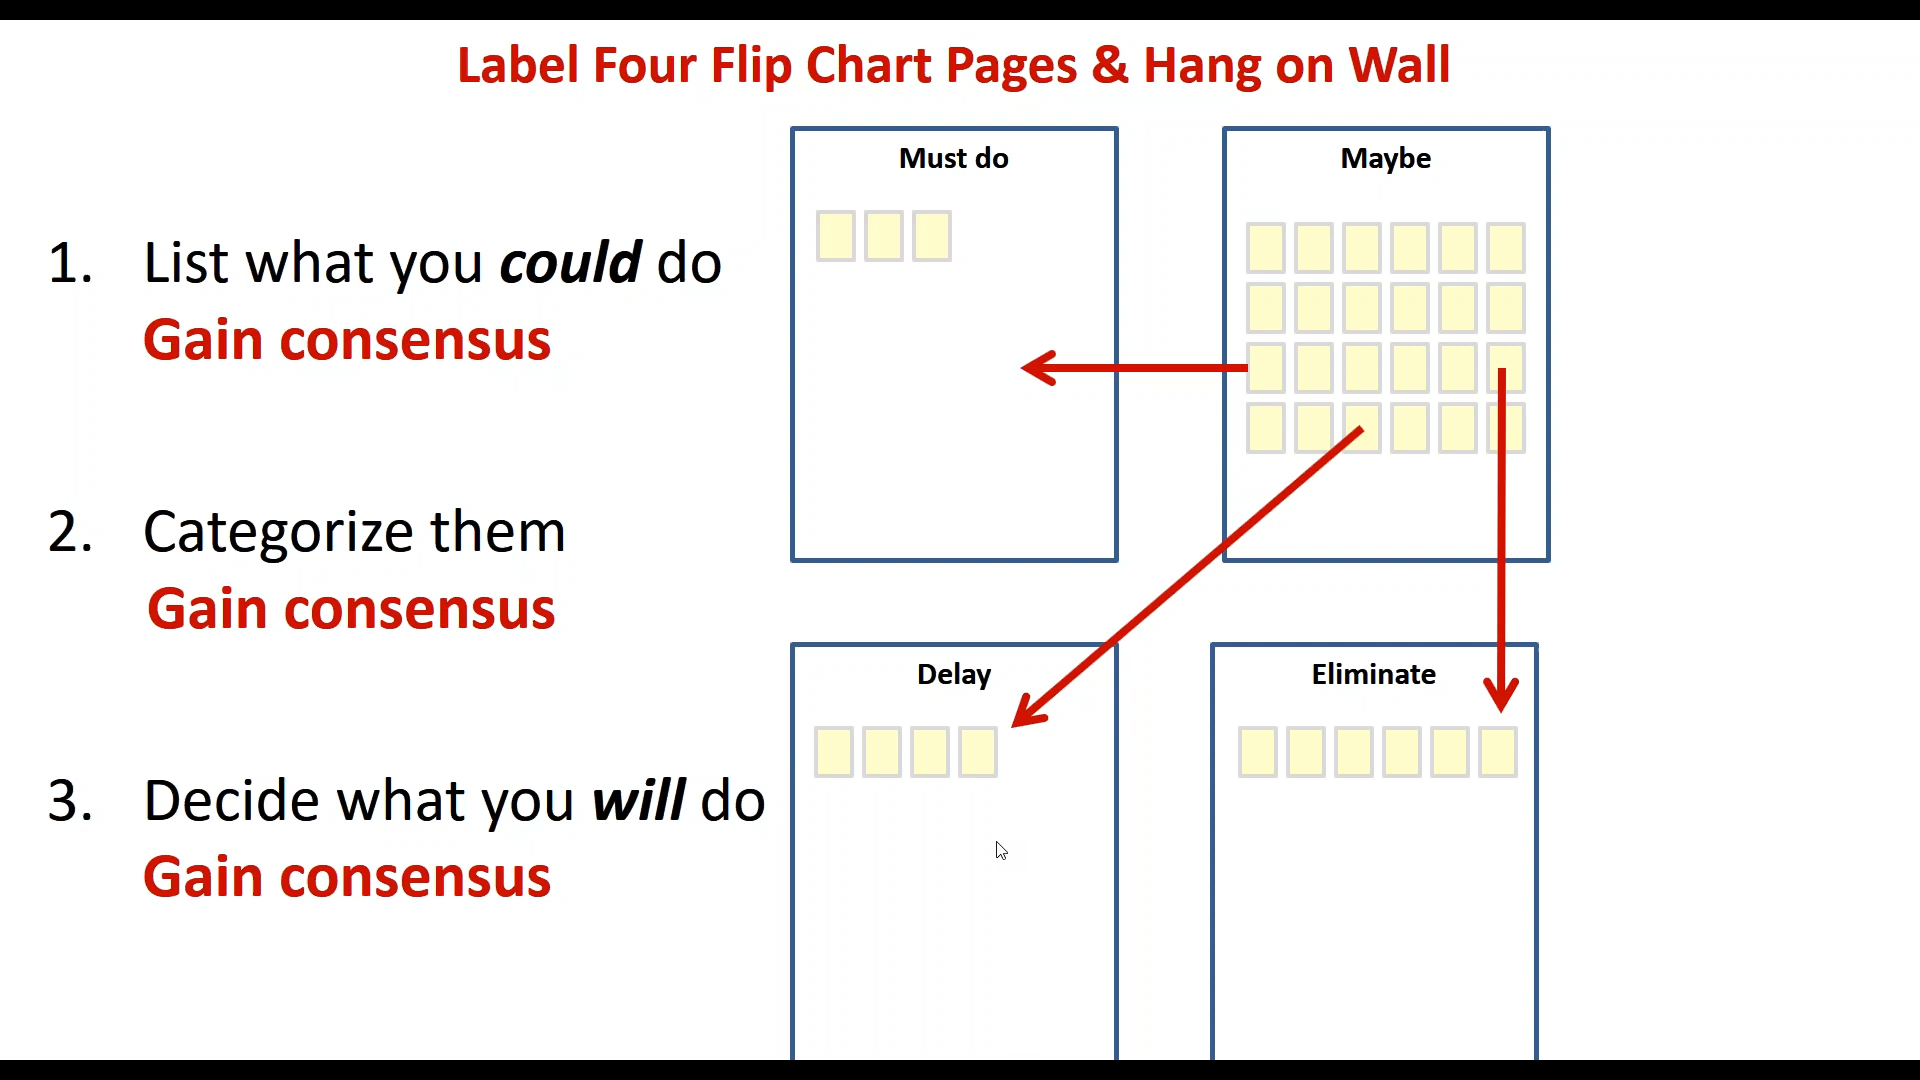 Label Four Flip Chart Pages & Hang on Wall
1. List what you could do
Gain consensus
2. Categorize them
Gain consensus
3. Decide what you will do
Gain consensus
Must do
Maybe
Delay
Eliminate